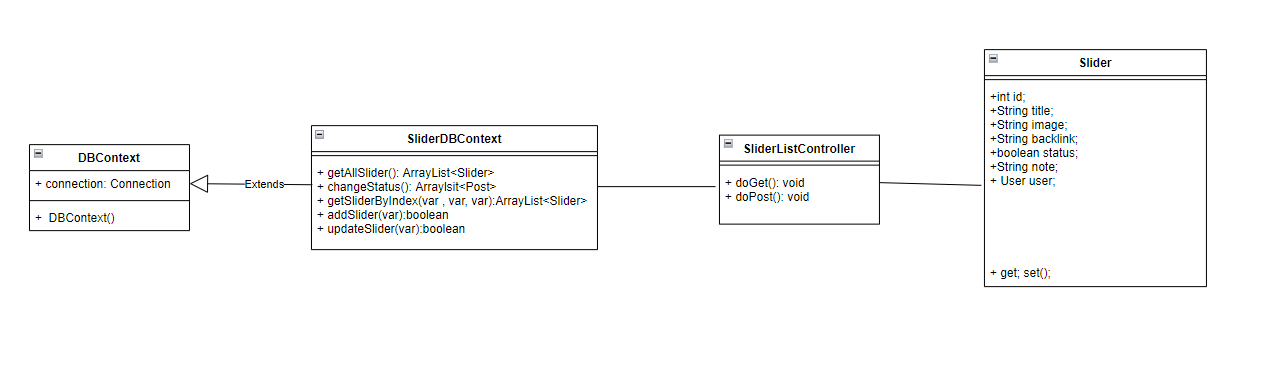 DBContext
+ connection: Connection
+ DBContext()
Extends
SliderDBContext
+ getAllSlider(): ArrayList<Slider>
+ changeStatus(): Arraylsit<Post>
+ getSliderByIndex(var , var, var):ArrayList<Slider>
+ addSlider(var):boolean
+ updateSlider(var):boolean
SliderListController
+ doGet(): void
+ doPost(): void
Slider
+int id;
+String title;
+String image;
+String backlink;
+boolean status;
+String note;
+ User user;
+ get; set();